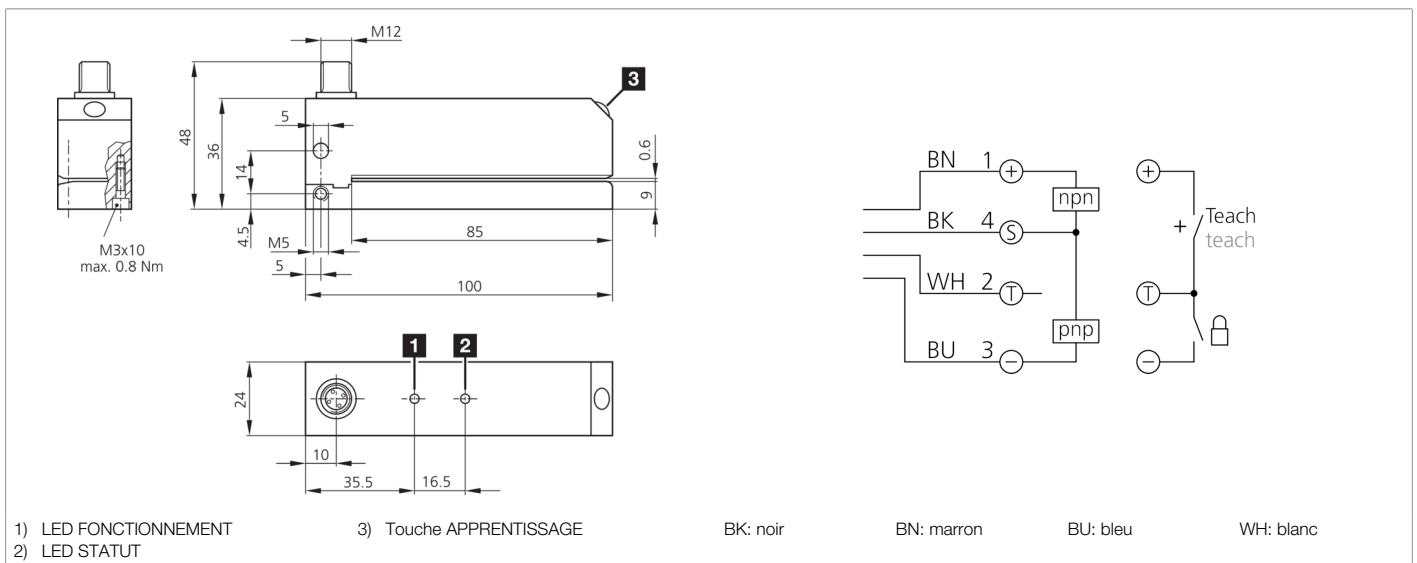 M12
3
48
36
5
14
4.5
M5
5
0.6
9
85
100
M3x10
max. 0.8 Nm
1
2
24
10
35.5
16.5
BN 1 +
npn
BK 4 S
WH 2 T
pnp
BU 3 −
+
+ Teach
teach
T
−
1) LED FONCTIONNEMENT
3) Touche APPRENTISSAGE
BK: noir
BN: marron
BU: bleu
WH: blanc
2) LED STATUT